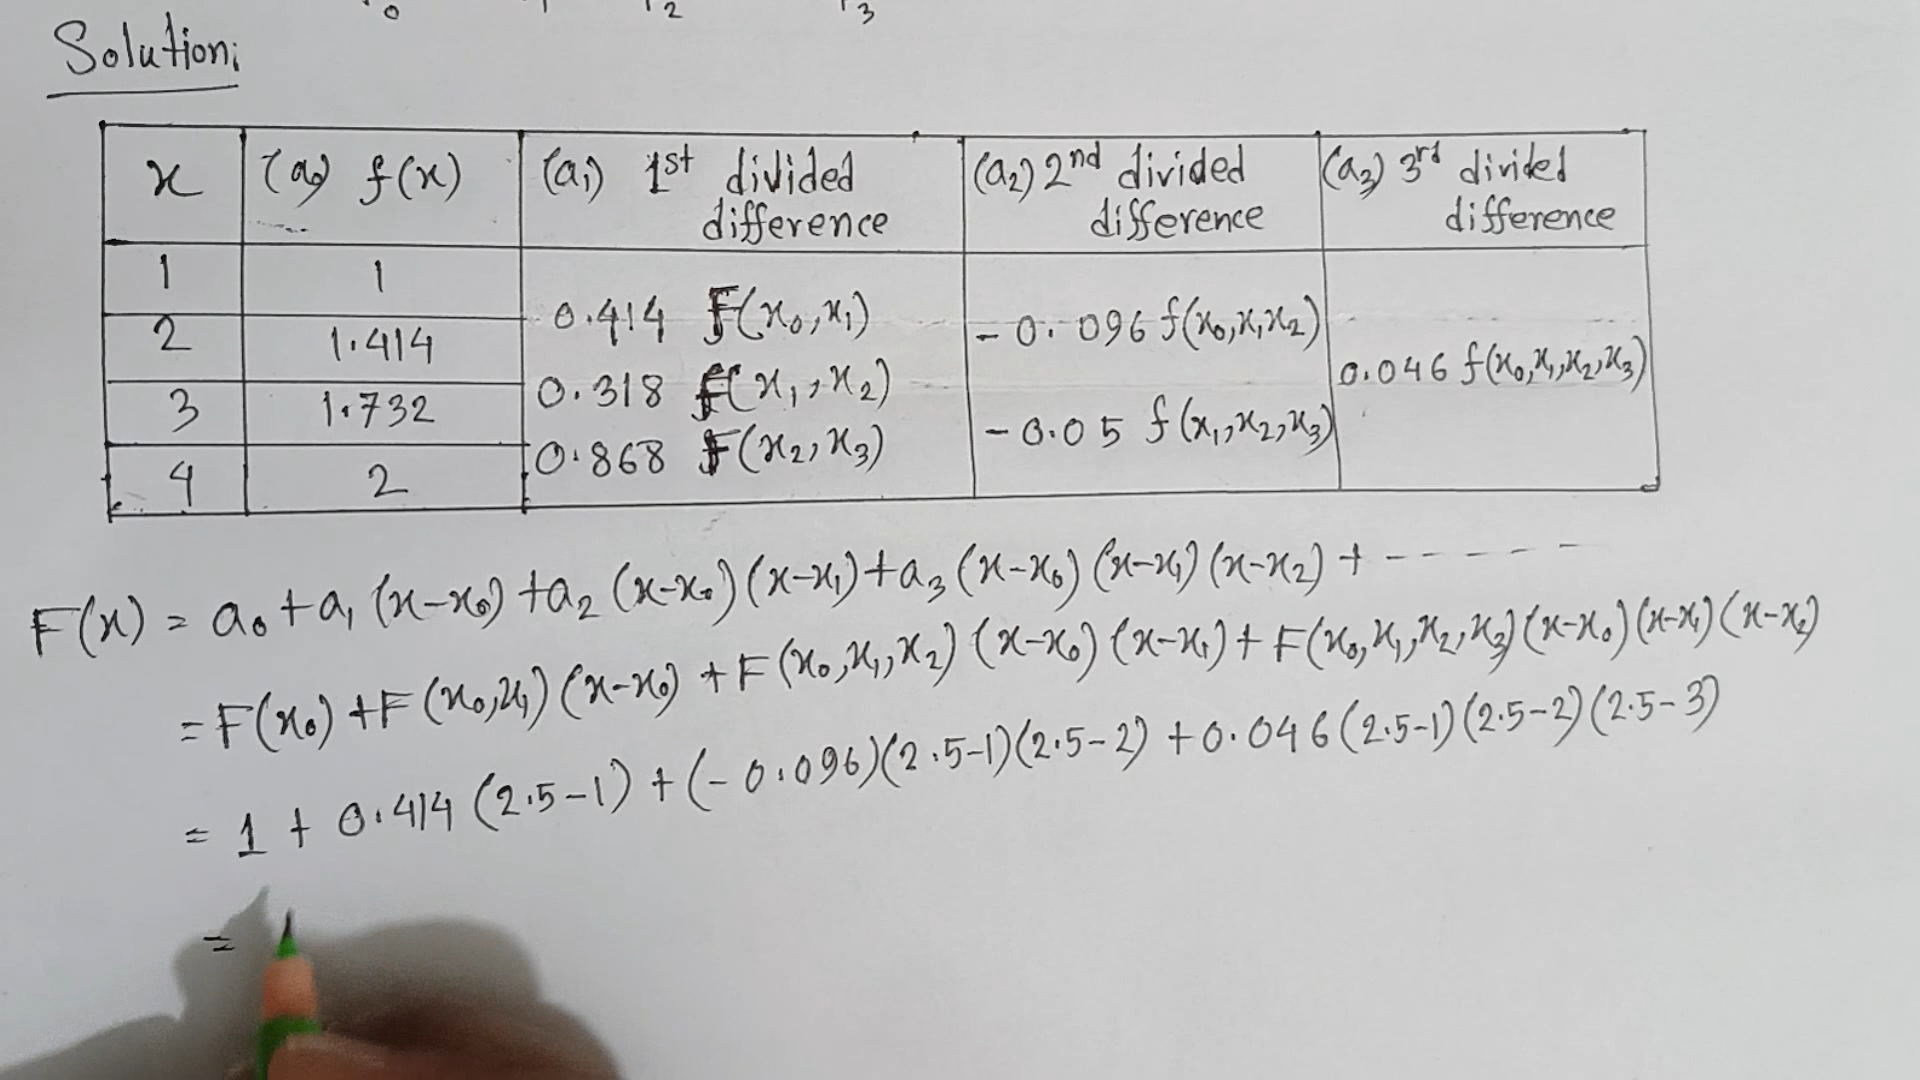 Solution:
x (a₀) f(x) (a₁) 1st divided difference (a₂) 2nd divided difference (a₃) 3rd divided difference
1 1
0.414 F(x₀,x₁) -0.096 f(x₀,x₁,x₂)
2 1.414
0.046 f(x₀,x₁,x₂,x₃)
0.318 F(x₁,x₂)
3 1.732
-0.05 f(x₁,x₂,x₃)
0.868 F(x₂,x₃)
4 2
F(x) = a₀ + a₁ (x-x₀) + a₂ (x-x₀) (x-x₁) + a₃ (x-x₀) (x-x₁) (x-x₂) + ------
= F(x₀) + F(x₀,x₁) (x-x₀) + F(x₀,x₁,x₂) (x-x₀) (x-x₁) + F(x₀,x₁,x₂,x₃) (x-x₀) (x-x₁) (x-x₂)
= 1 + 0.414 (2.5-1) + (-0.096)(2.5-1)(2.5-2) + 0.046 (2.5-1)(2.5-2)(2.5-3)
=